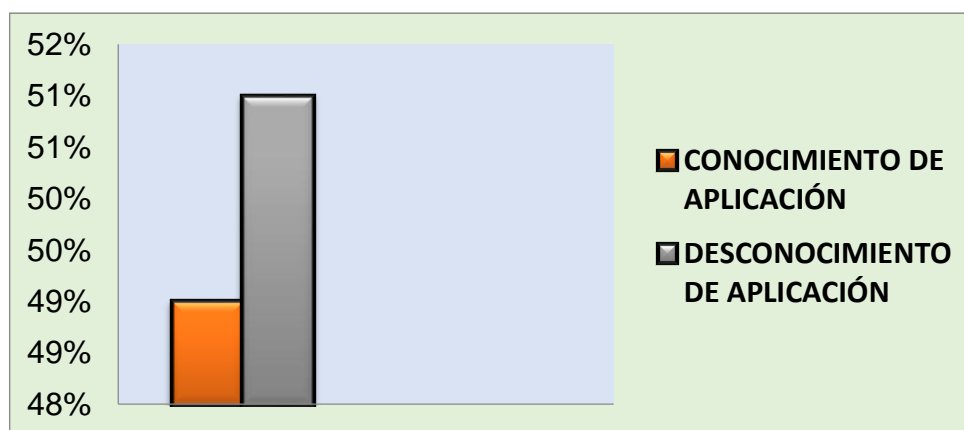 52%
51%
51%
50%
50%
49%
49%
48%
CONOCIMIENTO DE
APLICACIÓN
DESCONOCIMIENTO
DE APLICACIÓN